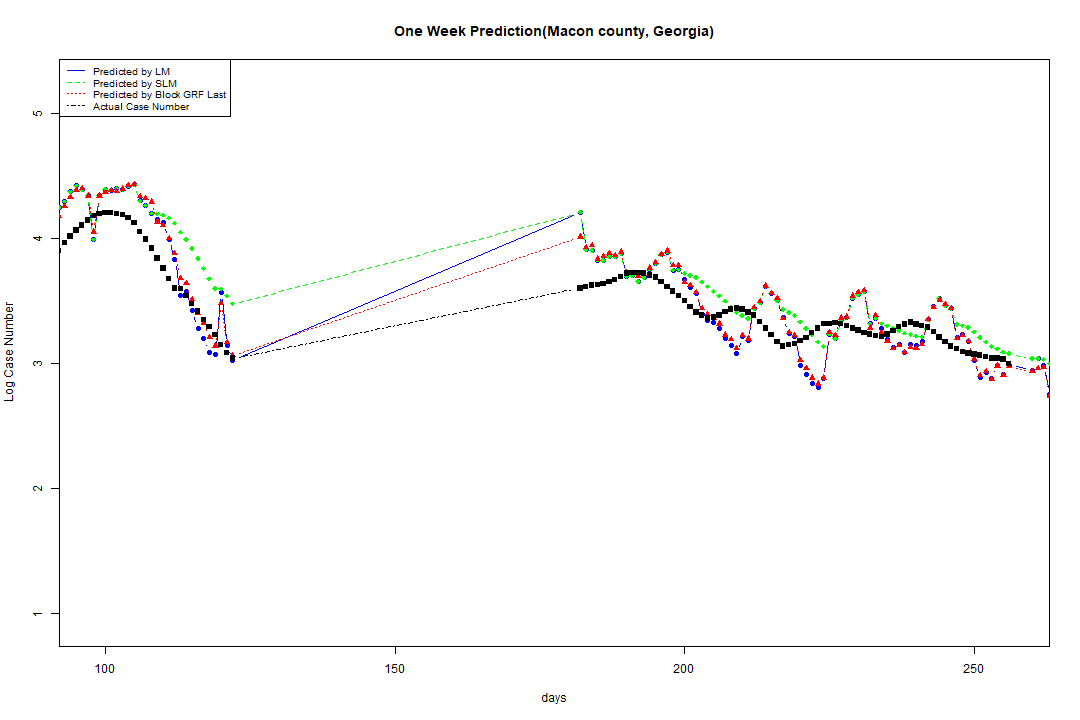 One Week Prediction(Macon county, Georgia)
Predicted by LM
Predicted by SLM
Predicted by Block GRF Last
Actual Case Number
5
4
3
2
1
Log Case Number
100 150 200 250
days